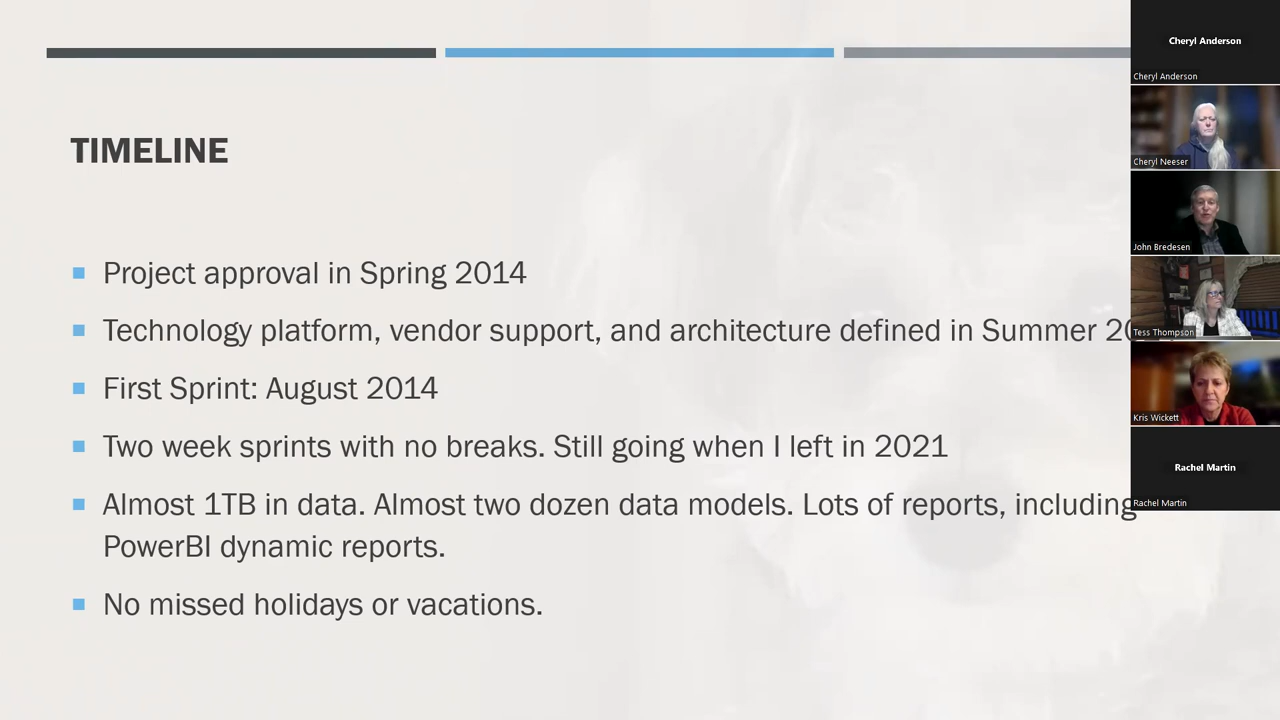 TIMELINE
Project approval in Spring 2014
Technology platform, vendor support, and architecture defined in Summer
First Sprint: August 2014
Two week sprints with no breaks. Still going when I left in 2021
Almost 1TB in data. Almost two dozen data models. Lots of reports, including
PowerBI dynamic reports.
No missed holidays or vacations.
Cheryl Anderson
Cheryl Anderson
Cheryl Neeser
John Bredesen
Tess Thompson
Kris Wickett
Rachel Martin
Rachel Martin